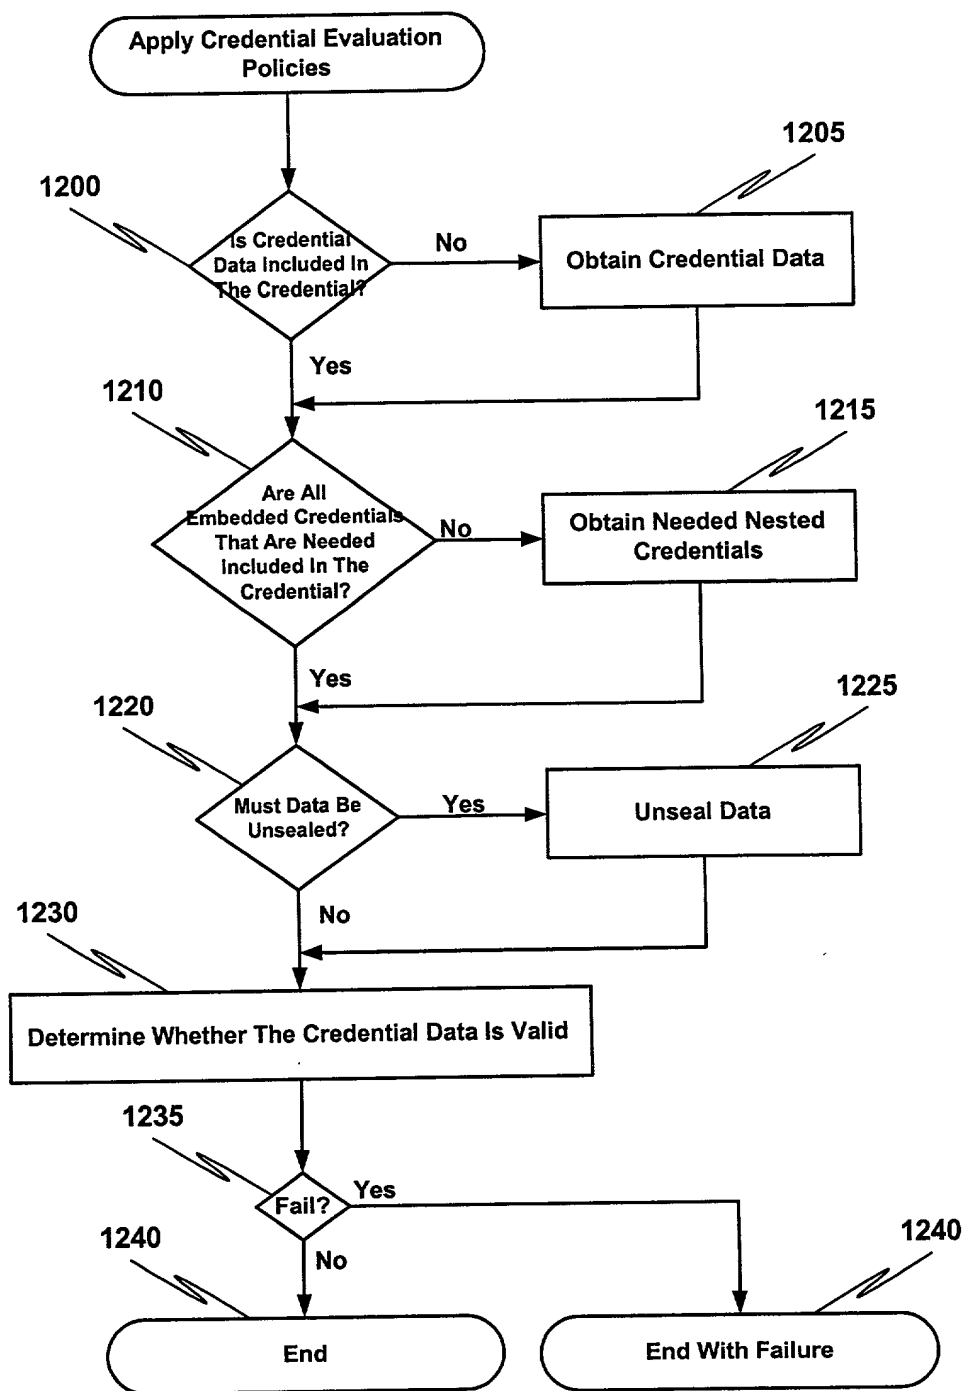 Apply Credential Evaluation
Policies
1205
1200
Is Credential
Data Included In
The Credential?
No
Obtain Credential Data
Yes
1210
1215
Are All
Embedded Credentials
That Are Needed
Included In The
Credential?
No
Obtain Needed Nested
Credentials
Yes
1220
1225
Must Data Be
Unsealed?
Yes
Unseal Data
No
1230
Determine Whether The Credential Data Is Valid
1235
Fail?
Yes
1240
No
1240
End
End With Failure